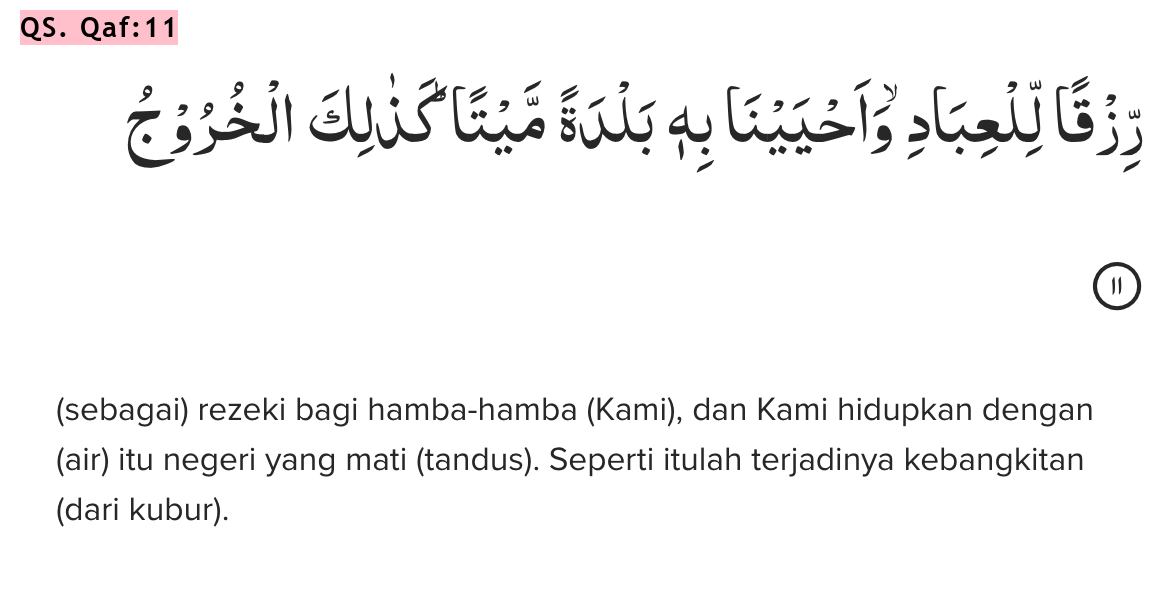 QS. Qaf:11
رِّزْقًا لِّلْعِبَادِۙ وَاَحْيَيْنَا بِهٖ بَلْدَةً مَّيْتًاۗ كَذٰلِكَ الْخُرُوْجُ
١١
(sebagai) rezeki bagi hamba-hamba (Kami), dan Kami hidupkan dengan
(air) itu negeri yang mati (tandus). Seperti itulah terjadinya kebangkitan
(dari kubur).